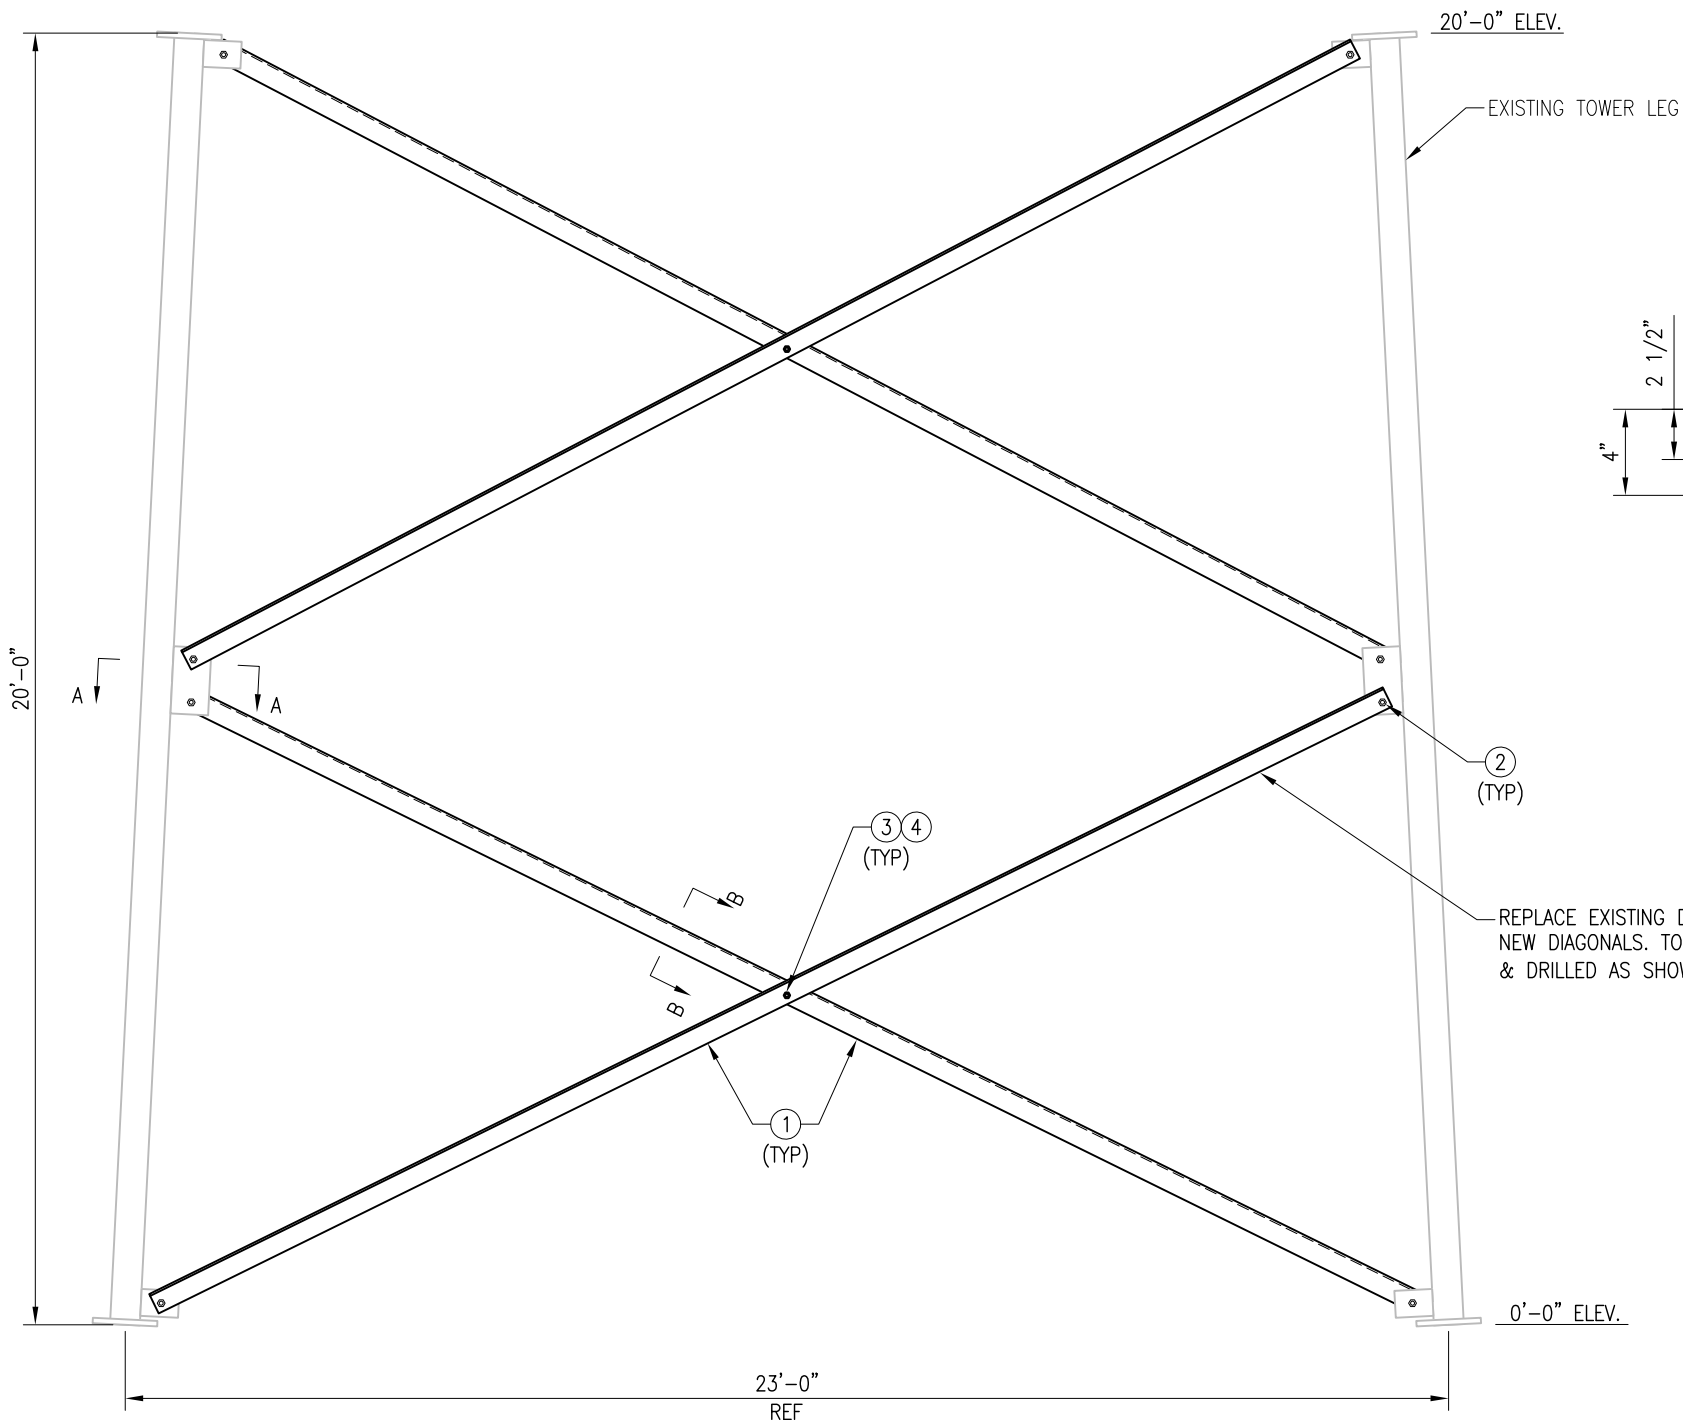 20'-0" ELEV.
EXISTING TOWER LEG
2 1/2"
4"
20'-0"
A
A
2
(TYP)
3 4
(TYP)
B
B
REPLACE EXISTING
NEW DIAGONALS. TO
& DRILLED AS
1
(TYP)
0'-0" ELEV.
23'-0"
REF